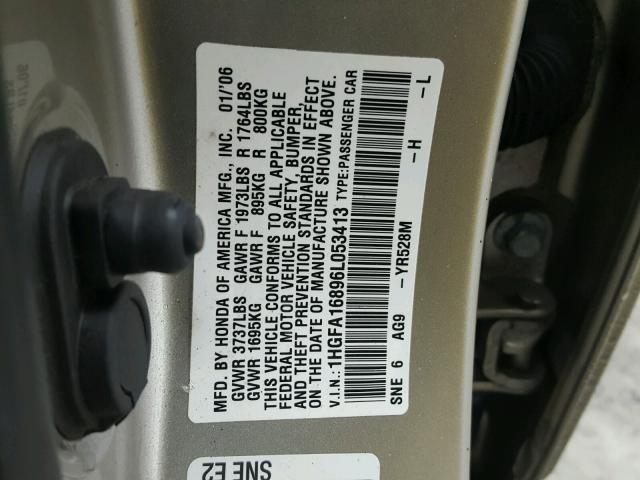 MFD. BY HONDA OF AMERICA MFG., INC. 01/'06
GVWR 3737LBS GAWR F 1973LBS R 1764LBS
GVWR 1695KG GAWR F 895KG R 800KG
THIS VEHICLE CONFORMS TO ALL APPLICABLE
FEDERAL MOTOR VEHICLE SAFETY, BUMPER,
AND THEFT PREVENTION STANDARDS IN EFFECT
ON THE DATE OF MANUFACTURE SHOWN ABOVE.
V.I.N.: 1HGFA16896L053413 TYPE:PASSENGER CAR
SNE 6 AG9 –YR528M –H –L
SNE E2